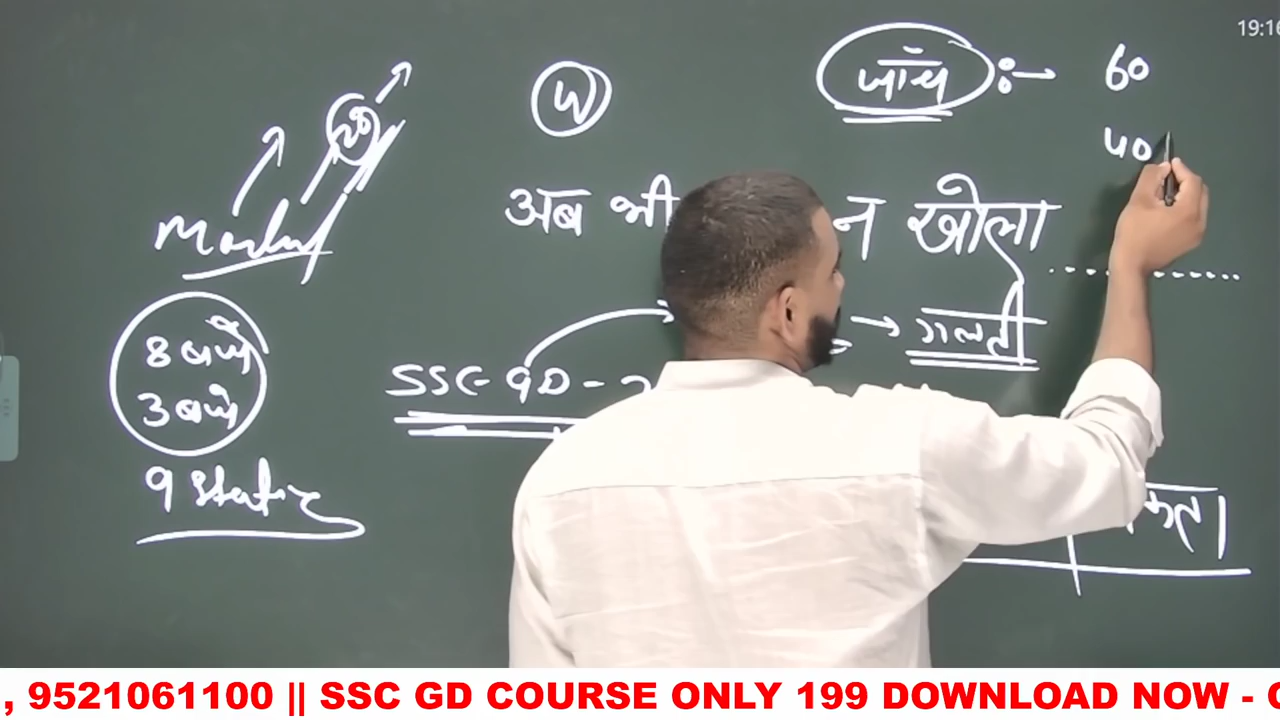 19:16
जाँच :→ 60
40
अब भी न खोला
.............
→ गलती
SSC-GD-
8 बजे
3 बजे
9 Static
, 9521061100 || SSC GD COURSE ONLY 199 DOWNLOAD NOW - C